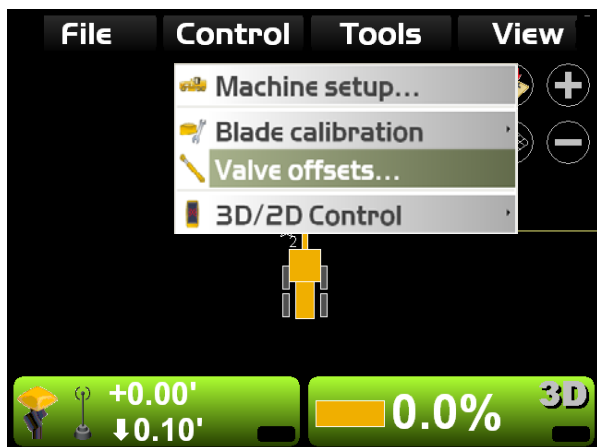 File Control Tools View
Machine setup...
Blade calibration
Valve offsets...
3D/2D Control
2
+0.00'
⬇0.10'
0.0%
3D